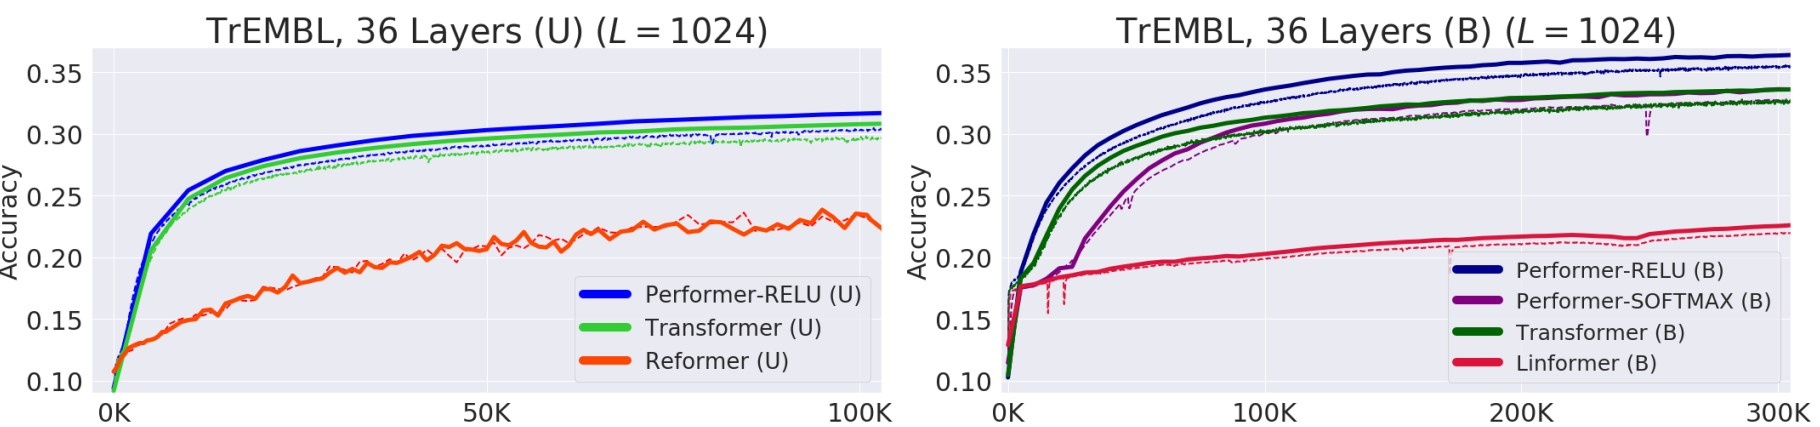 TrEMBL, 36 Layers (U) (L = 1024)
Accuracy
0.35
0.30
0.25
0.20
0.15
0.10
0K
50K
100K
Performer-RELU (U)
Transformer (U)
Reformer (U)
TrEMBL, 36 Layers (B) (L = 1024)
Accuracy
0.35
0.30
0.25
0.20
0.15
0.10
0K
100K
200K
300K
Performer-RELU (B)
Performer-SOFTMAX (B)
Transformer (B)
Linformer (B)